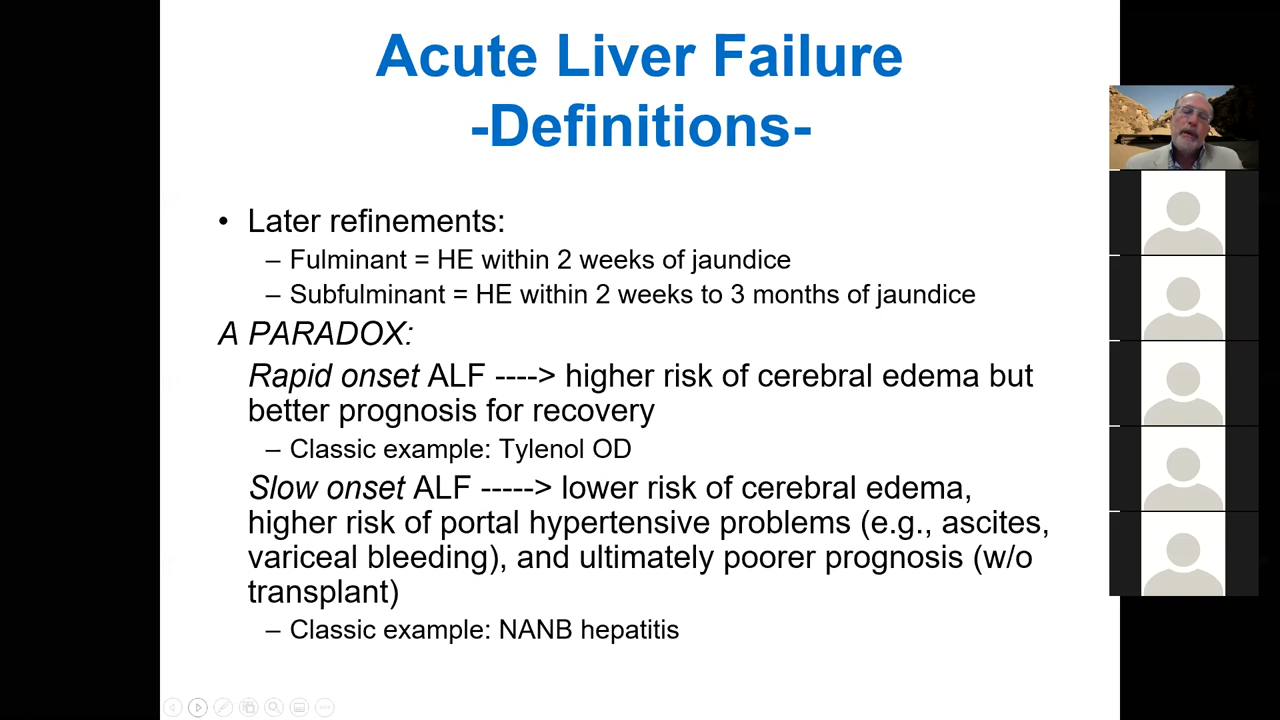 Acute Liver Failure
-Definitions-
• Later refinements:
– Fulminant = HE within 2 weeks of jaundice
– Subfulminant = HE within 2 weeks to 3 months of jaundice
A PARADOX:
Rapid onset ALF ----> higher risk of cerebral edema but
better prognosis for recovery
– Classic example: Tylenol OD
Slow onset ALF -----> lower risk of cerebral edema,
higher risk of portal hypertensive problems (e.g., ascites,
variceal bleeding), and ultimately poorer prognosis (w/o
transplant)
– Classic example: NANB hepatitis